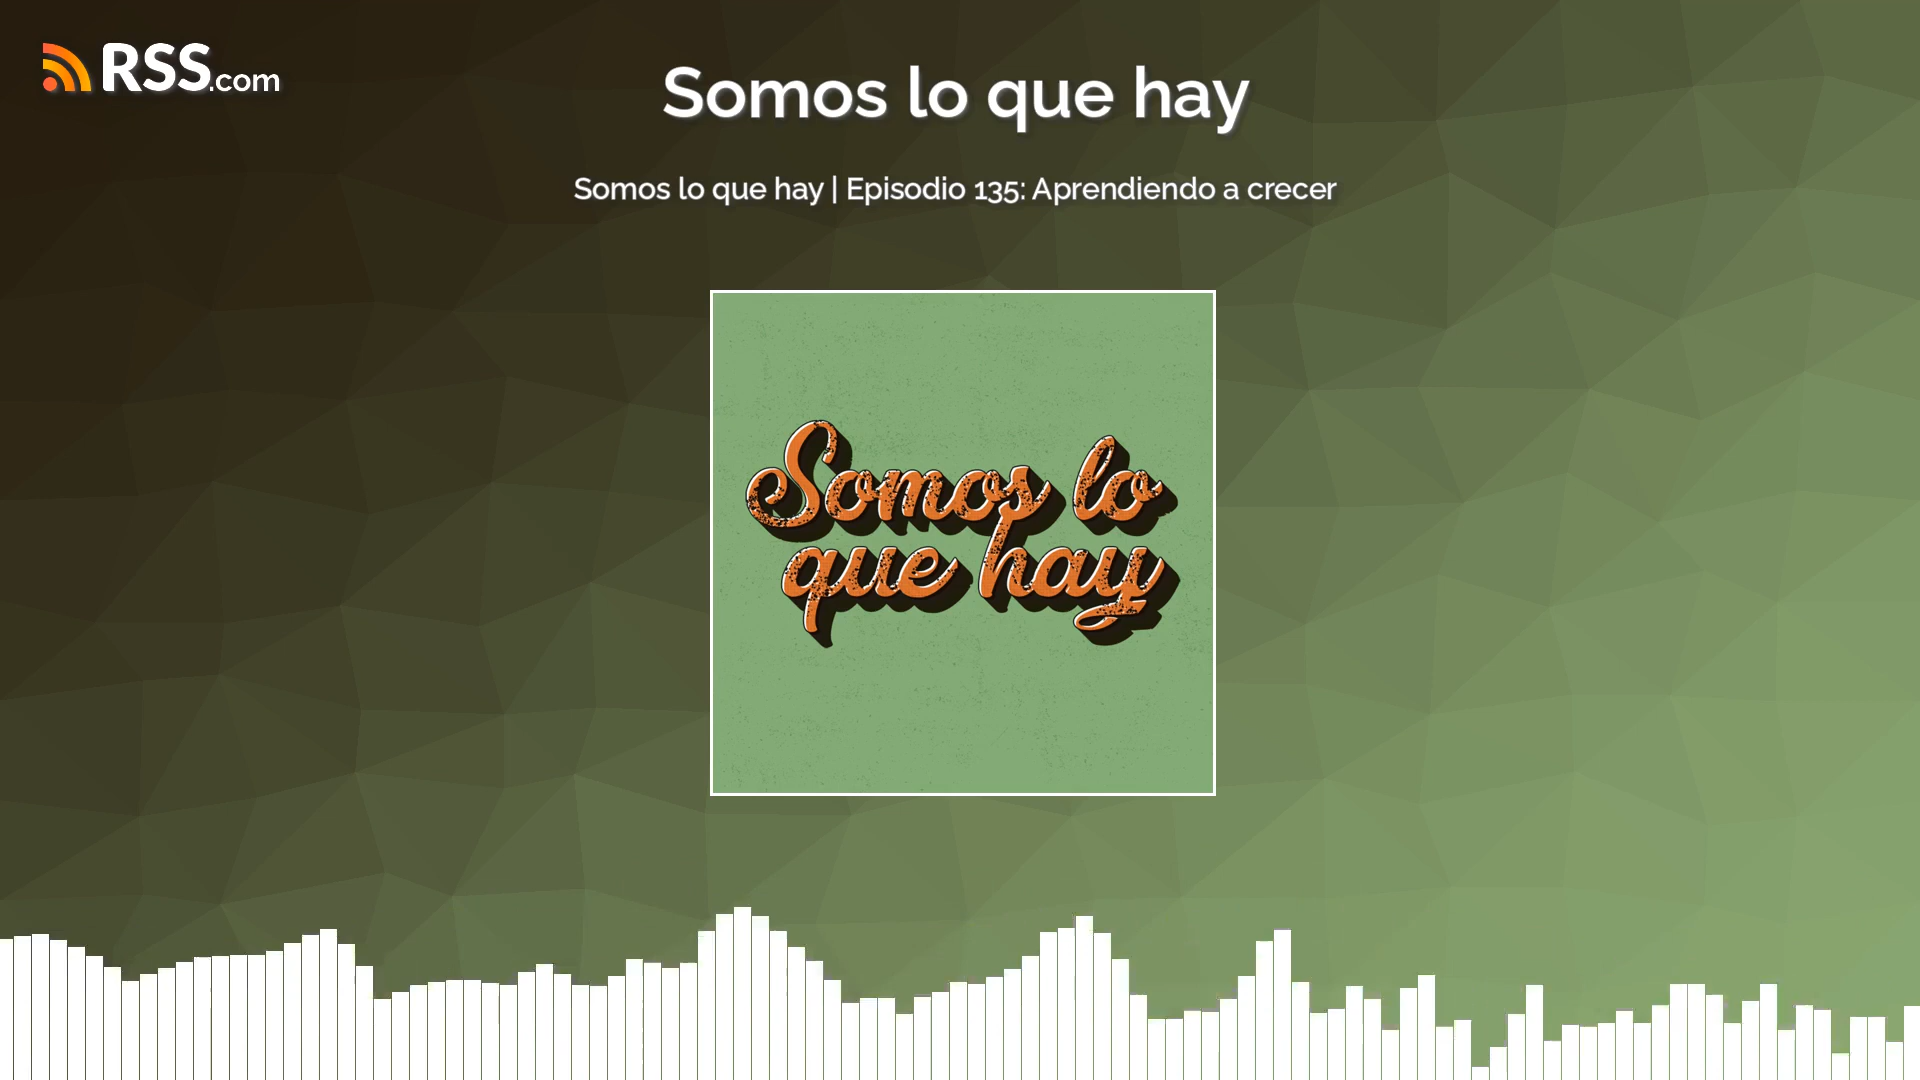 RSS.com
Somos lo que hay
Somos lo que hay | Episodio 135: Aprendiendo a crecer
Somos lo
que hay